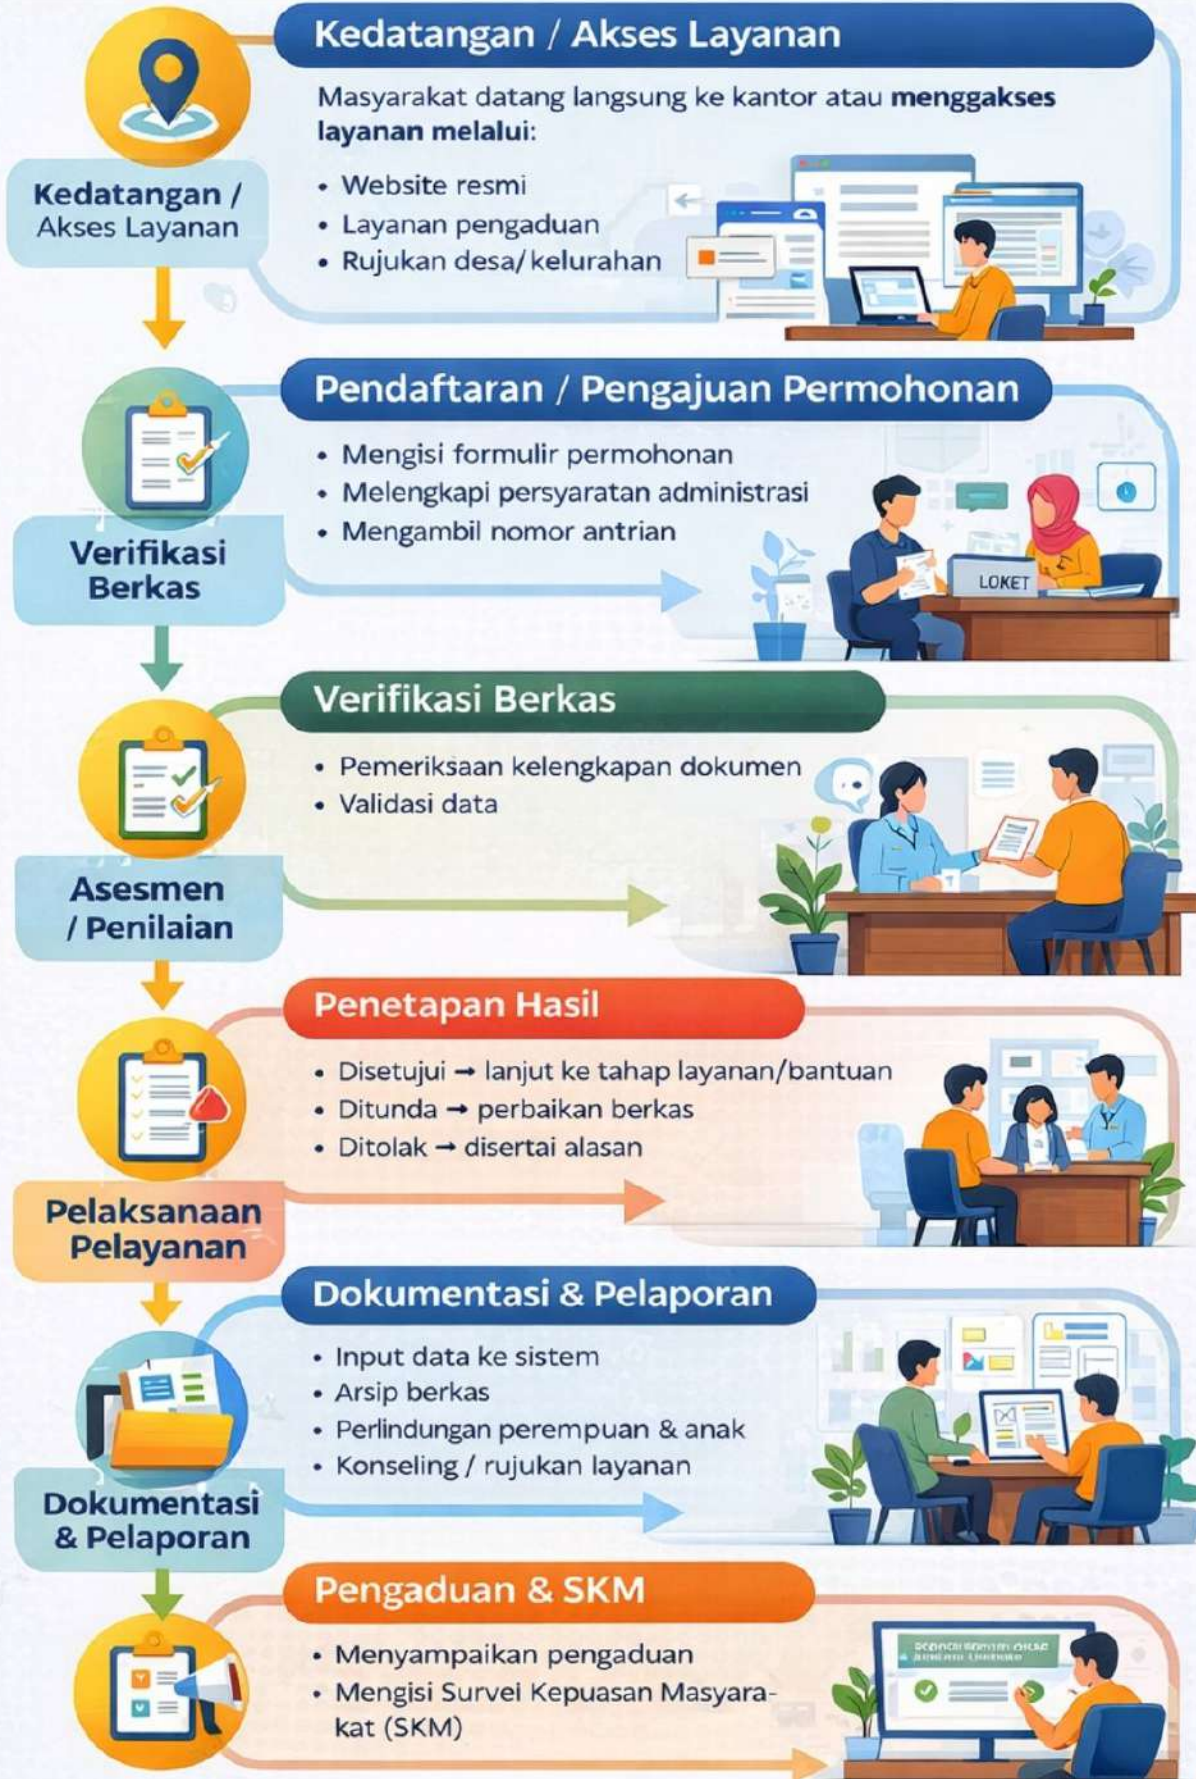 Kedatangan / Akses Layanan
Masyarakat datang langsung ke kantor atau menggakses
layanan melalui:
• Website resmi
• Layanan pengaduan
• Rujukan desa/kelurahan
Kedatangan /
Akses Layanan
Pendaftaran / Pengajuan Permohonan
• Mengisi formulir permohonan
• Melengkapi persyaratan administrasi
• Mengambil nomor antrian
LOKET
Verifikasi
Berkas
Verifikasi Berkas
• Pemeriksaan kelengkapan dokumen
• Validasi data
Asesmen
/ Penilaian
Penetapan Hasil
• Disetujui → lanjut ke tahap layanan/bantuan
• Ditunda → perbaikan berkas
• Ditolak → disertai alasan
Pelaksanaan
Pelayanan
Dokumentasi & Pelaporan
• Input data ke sistem
• Arsip berkas
• Perlindungan perempuan & anak
• Konseling / rujukan layanan
Dokumentasi
& Pelaporan
Pengaduan & SKM
• Menyampaikan pengaduan
• Mengisi Survei Kepuasan Masyara-
kat (SKM)